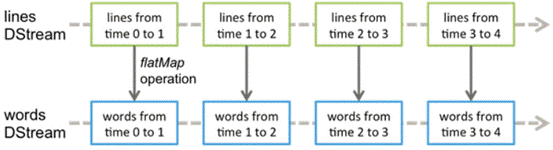 lines
DStream
lines from
time 0 to 1
lines from
time 1 to 2
lines from
time 2 to 3
lines from
time 3 to 4
flatMap
operation
words
DStream
words from
time 0 to 1
words from
time 1 to 2
words from
time 2 to 3
words from
time 3 to 4